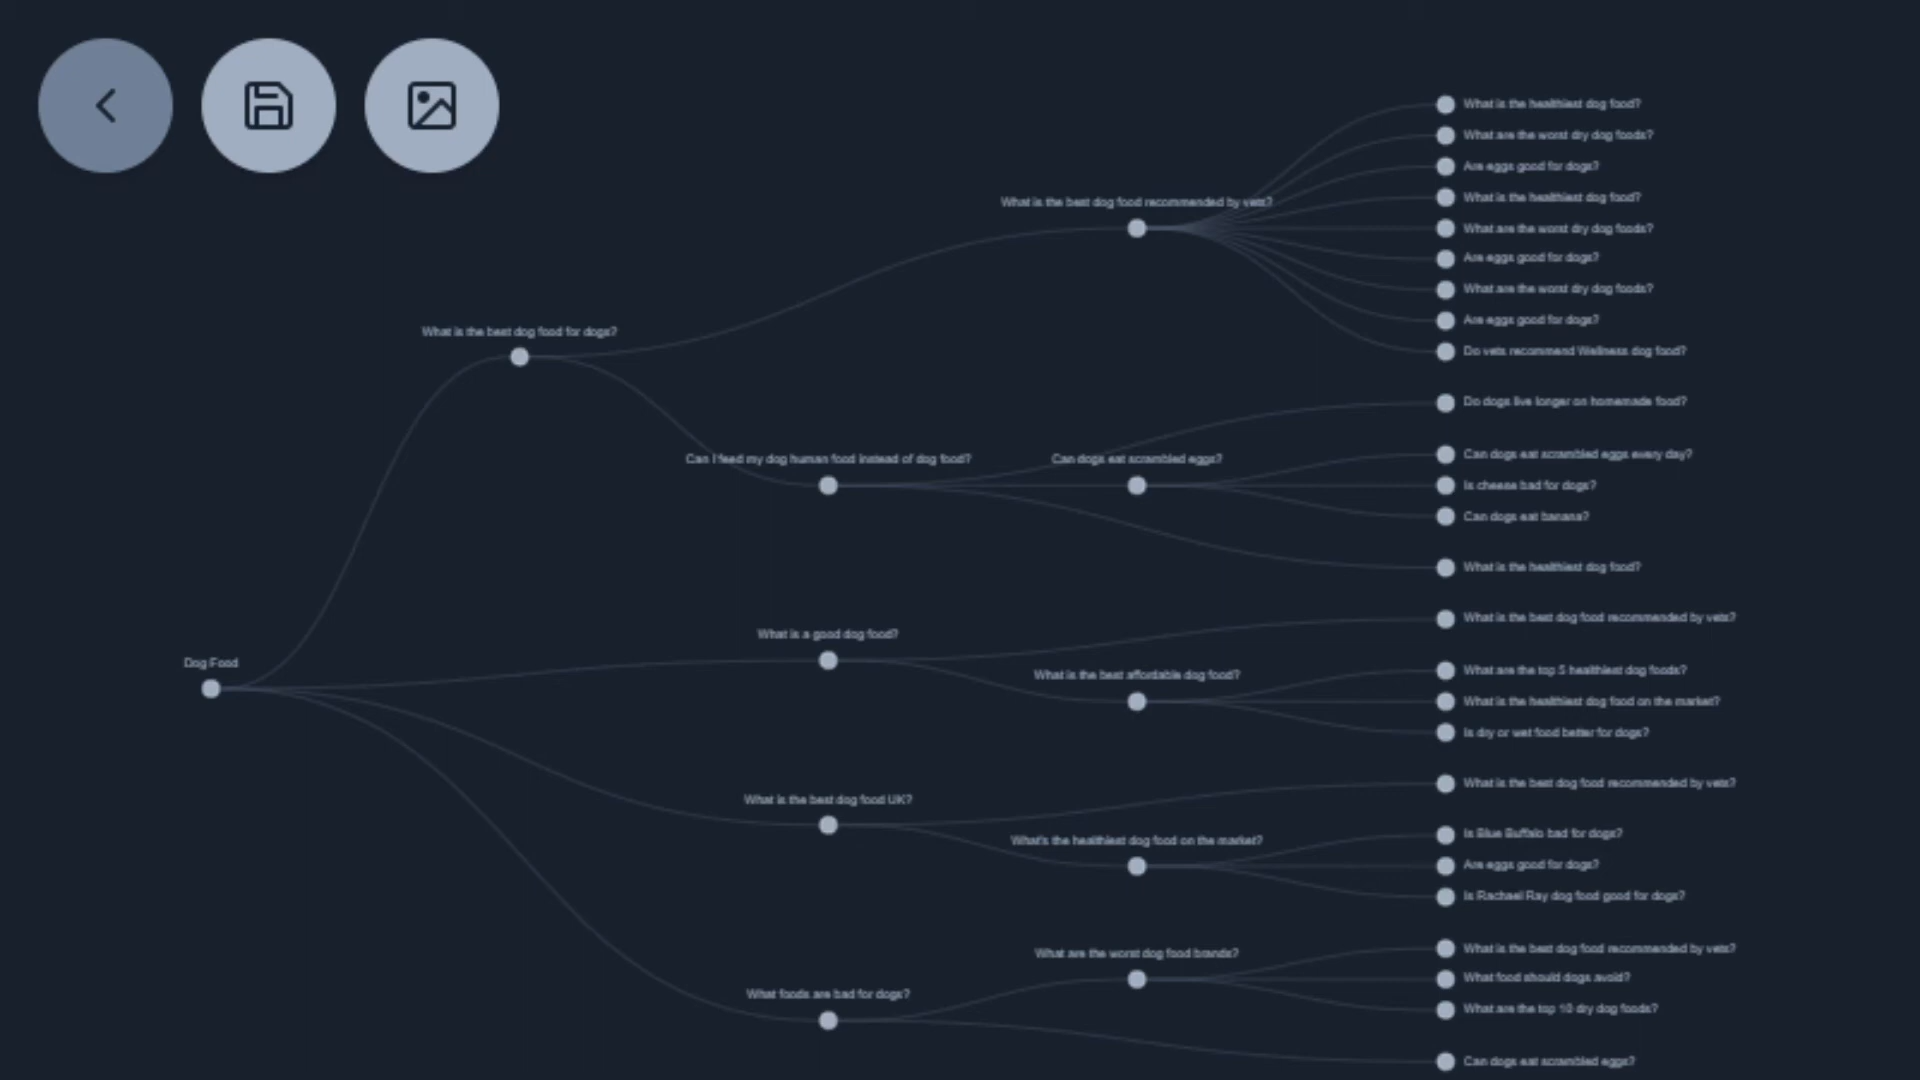 Dog Food
What is the best dog food for dogs?
What is the best dog food recommended by vets?
What is the healthiest dog food?
What are the worst dry dog foods?
Are eggs good for dogs?
What is the healthiest dog food?
What are the worst dry dog foods?
Are eggs good for dogs?
What are the worst dry dog foods?
Are eggs good for dogs?
Do vets recommend Wellness dog food?
Can I feed my dog human food instead of dog food?
Do dogs live longer on homemade food?
Can dogs eat scrambled eggs?
Can dogs eat scrambled eggs every day?
Is cheese bad for dogs?
Can dogs eat banana?
What is the healthiest dog food?
What is a good dog food?
What is the best dog food recommended by vets?
What is the best affordable dog food?
What are the top 5 healthiest dog foods?
What is the healthiest dog food on the market?
Is dry or wet food better for dogs?
What is the best dog food UK?
What is the best dog food recommended by vets?
What's the healthiest dog food on the market?
Is Blue Buffalo bad for dogs?
Are eggs good for dogs?
Is Rachael Ray dog food good for dogs?
What foods are bad for dogs?
What are the worst dog food brands?
What is the best dog food recommended by vets?
What food should dogs avoid?
What are the top 10 dry dog foods?
Can dogs eat scrambled eggs?